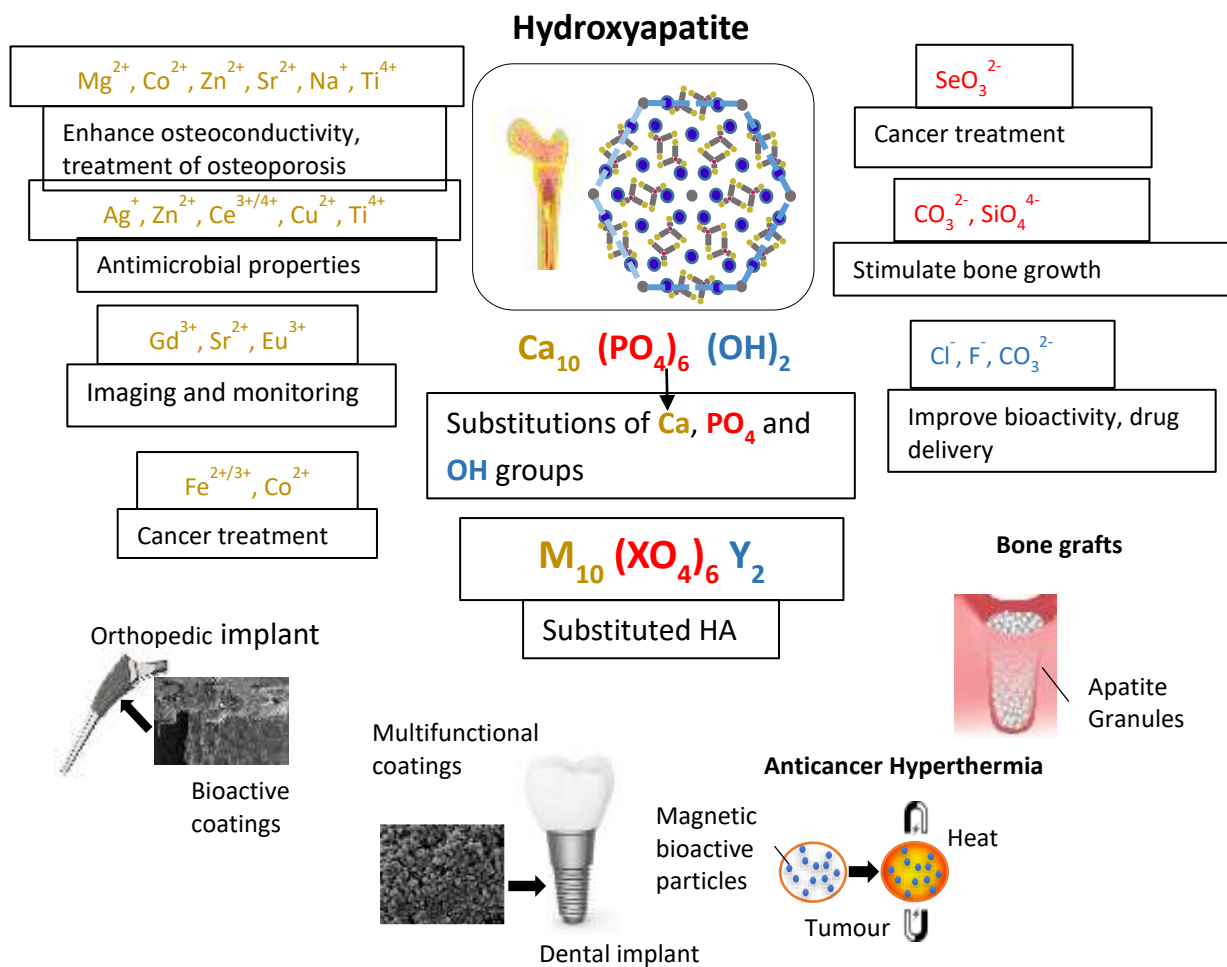 Hydroxyapatite
Mg²⁺, Co²⁺, Zn²⁺, Sr²⁺, Na⁺, Ti⁴⁺
Enhance osteoconductivity,
treatment of osteoporosis
Ag⁺, Zn²⁺, Ce³⁺/⁴⁺, Cu²⁺, Ti⁴⁺
Antimicrobial properties
Gd³⁺, Sr²⁺, Eu³⁺
Imaging and monitoring
Fe²⁺/³⁺, Co²⁺
Cancer treatment
Ca₁₀ (PO₄)₆ (OH)₂
Substitutions of Ca, PO₄ and
OH groups
M₁₀ (XO₄)₆ Y₂
Substituted HA
SeO₃²⁻
Cancer treatment
CO₃²⁻, SiO₄⁴⁻
Stimulate bone growth
Cl⁻, F⁻, CO₃²⁻
Improve bioactivity, drug
delivery
Bone grafts
Apatite
Granules
Orthopedic implant
Bioactive
coatings
Multifunctional
coatings
Dental implant
Anticancer Hyperthermia
Magnetic
bioactive
particles
Heat
Tumour